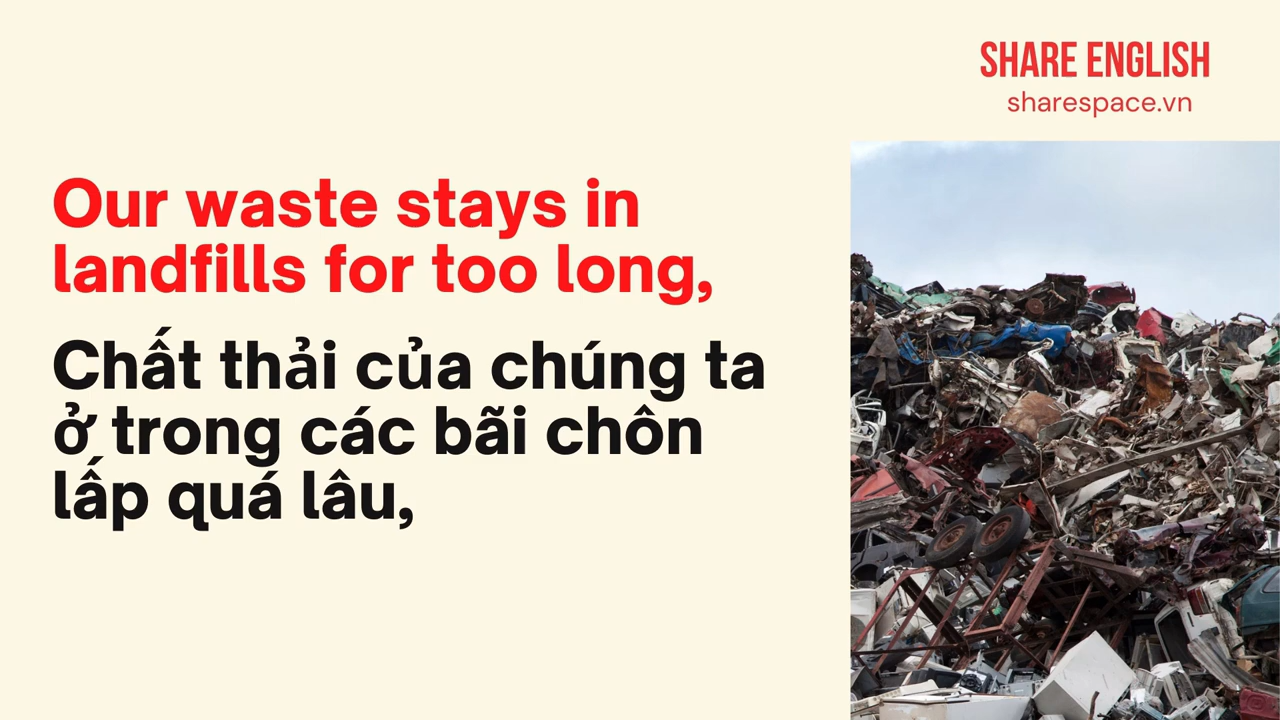 SHARE ENGLISH
sharespace.vn
Our waste stays in
landfills for too long,
Chất thải của chúng ta
ở trong các bãi chôn
lấp quá lâu,